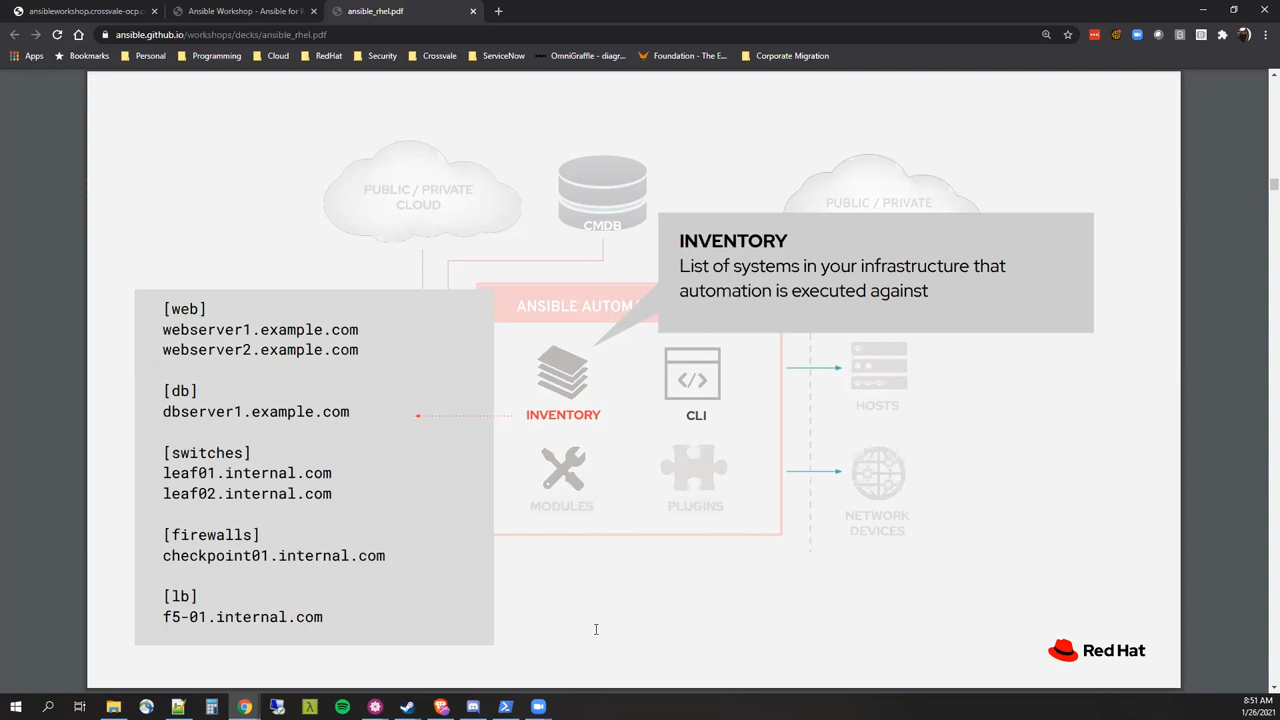 ansibleworkshop.crossvale-ocp.c
Ansible Workshop - Ansible for R
ansible_rhel.pdf
ansible.github.io/workshops/decks/ansible_rhel.pdf
Apps
Bookmarks
Personal
Programming
Cloud
RedHat
Security
Crossvale
ServiceNow
OmniGraffle - diagr...
Foundation - The E...
Corporate Migration
PUBLIC / PRIVATE
CLOUD
CMDB
PUBLIC / PRIVATE
INVENTORY
List of systems in your infrastructure that
automation is executed against
ANSIBLE AUTOMA
[web]
webserver1.example.com
webserver2.example.com
[db]
dbserver1.example.com
[switches]
leaf01.internal.com
leaf02.internal.com
[firewalls]
checkpoint01.internal.com
[lb]
f5-01.internal.com
INVENTORY
CLI
HOSTS
MODULES
PLUGINS
NETWORK
DEVICES
Red Hat
8:51 AM
1/26/2021